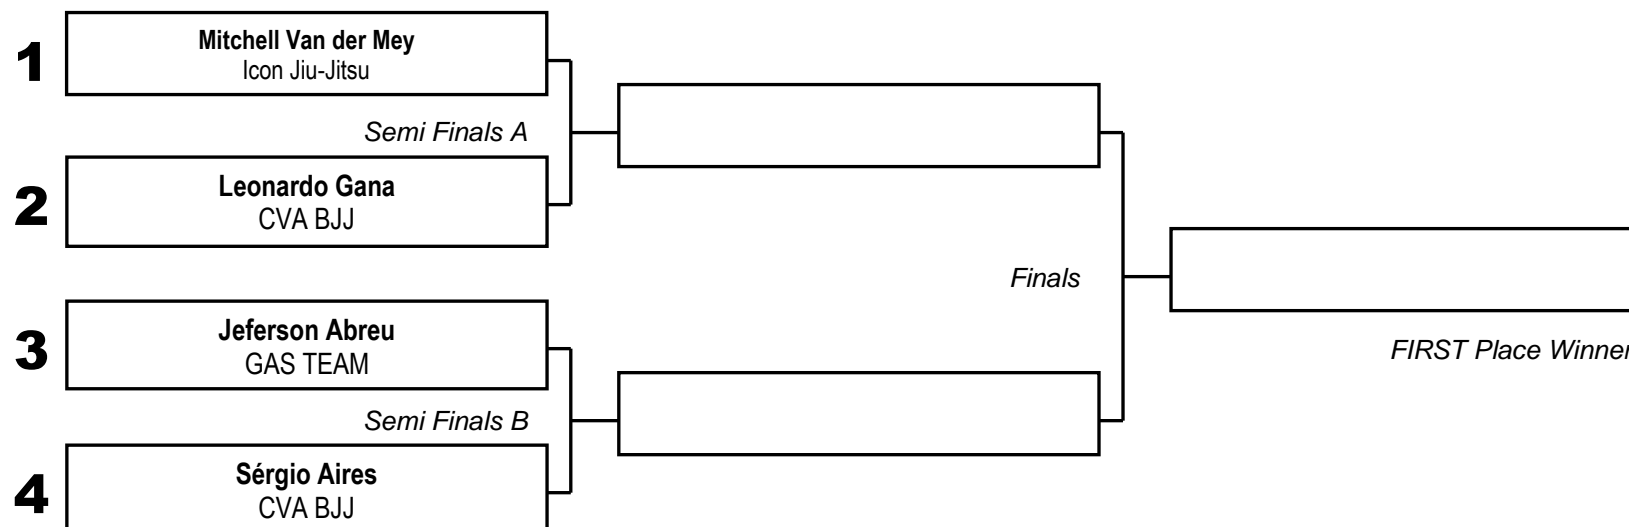 1
Mitchell Van der Mey
Icon Jiu-Jitsu
Semi Finals A
2
Leonardo Gana
CVA BJJ
Finals
3
Jeferson Abreu
GAS TEAM
FIRST Place Winner
Semi Finals B
4
Sérgio Aires
CVA BJJ